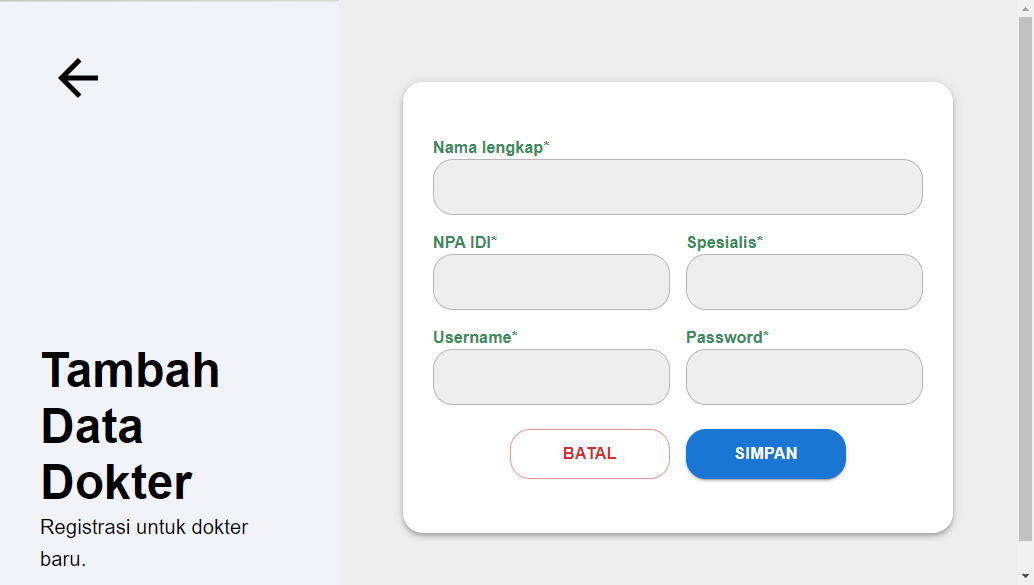 Tambah
Data
Dokter
Registrasi untuk dokter
baru.
Nama lengkap*
NPA IDI*
Spesialis*
Username*
Password*
BATAL
SIMPAN